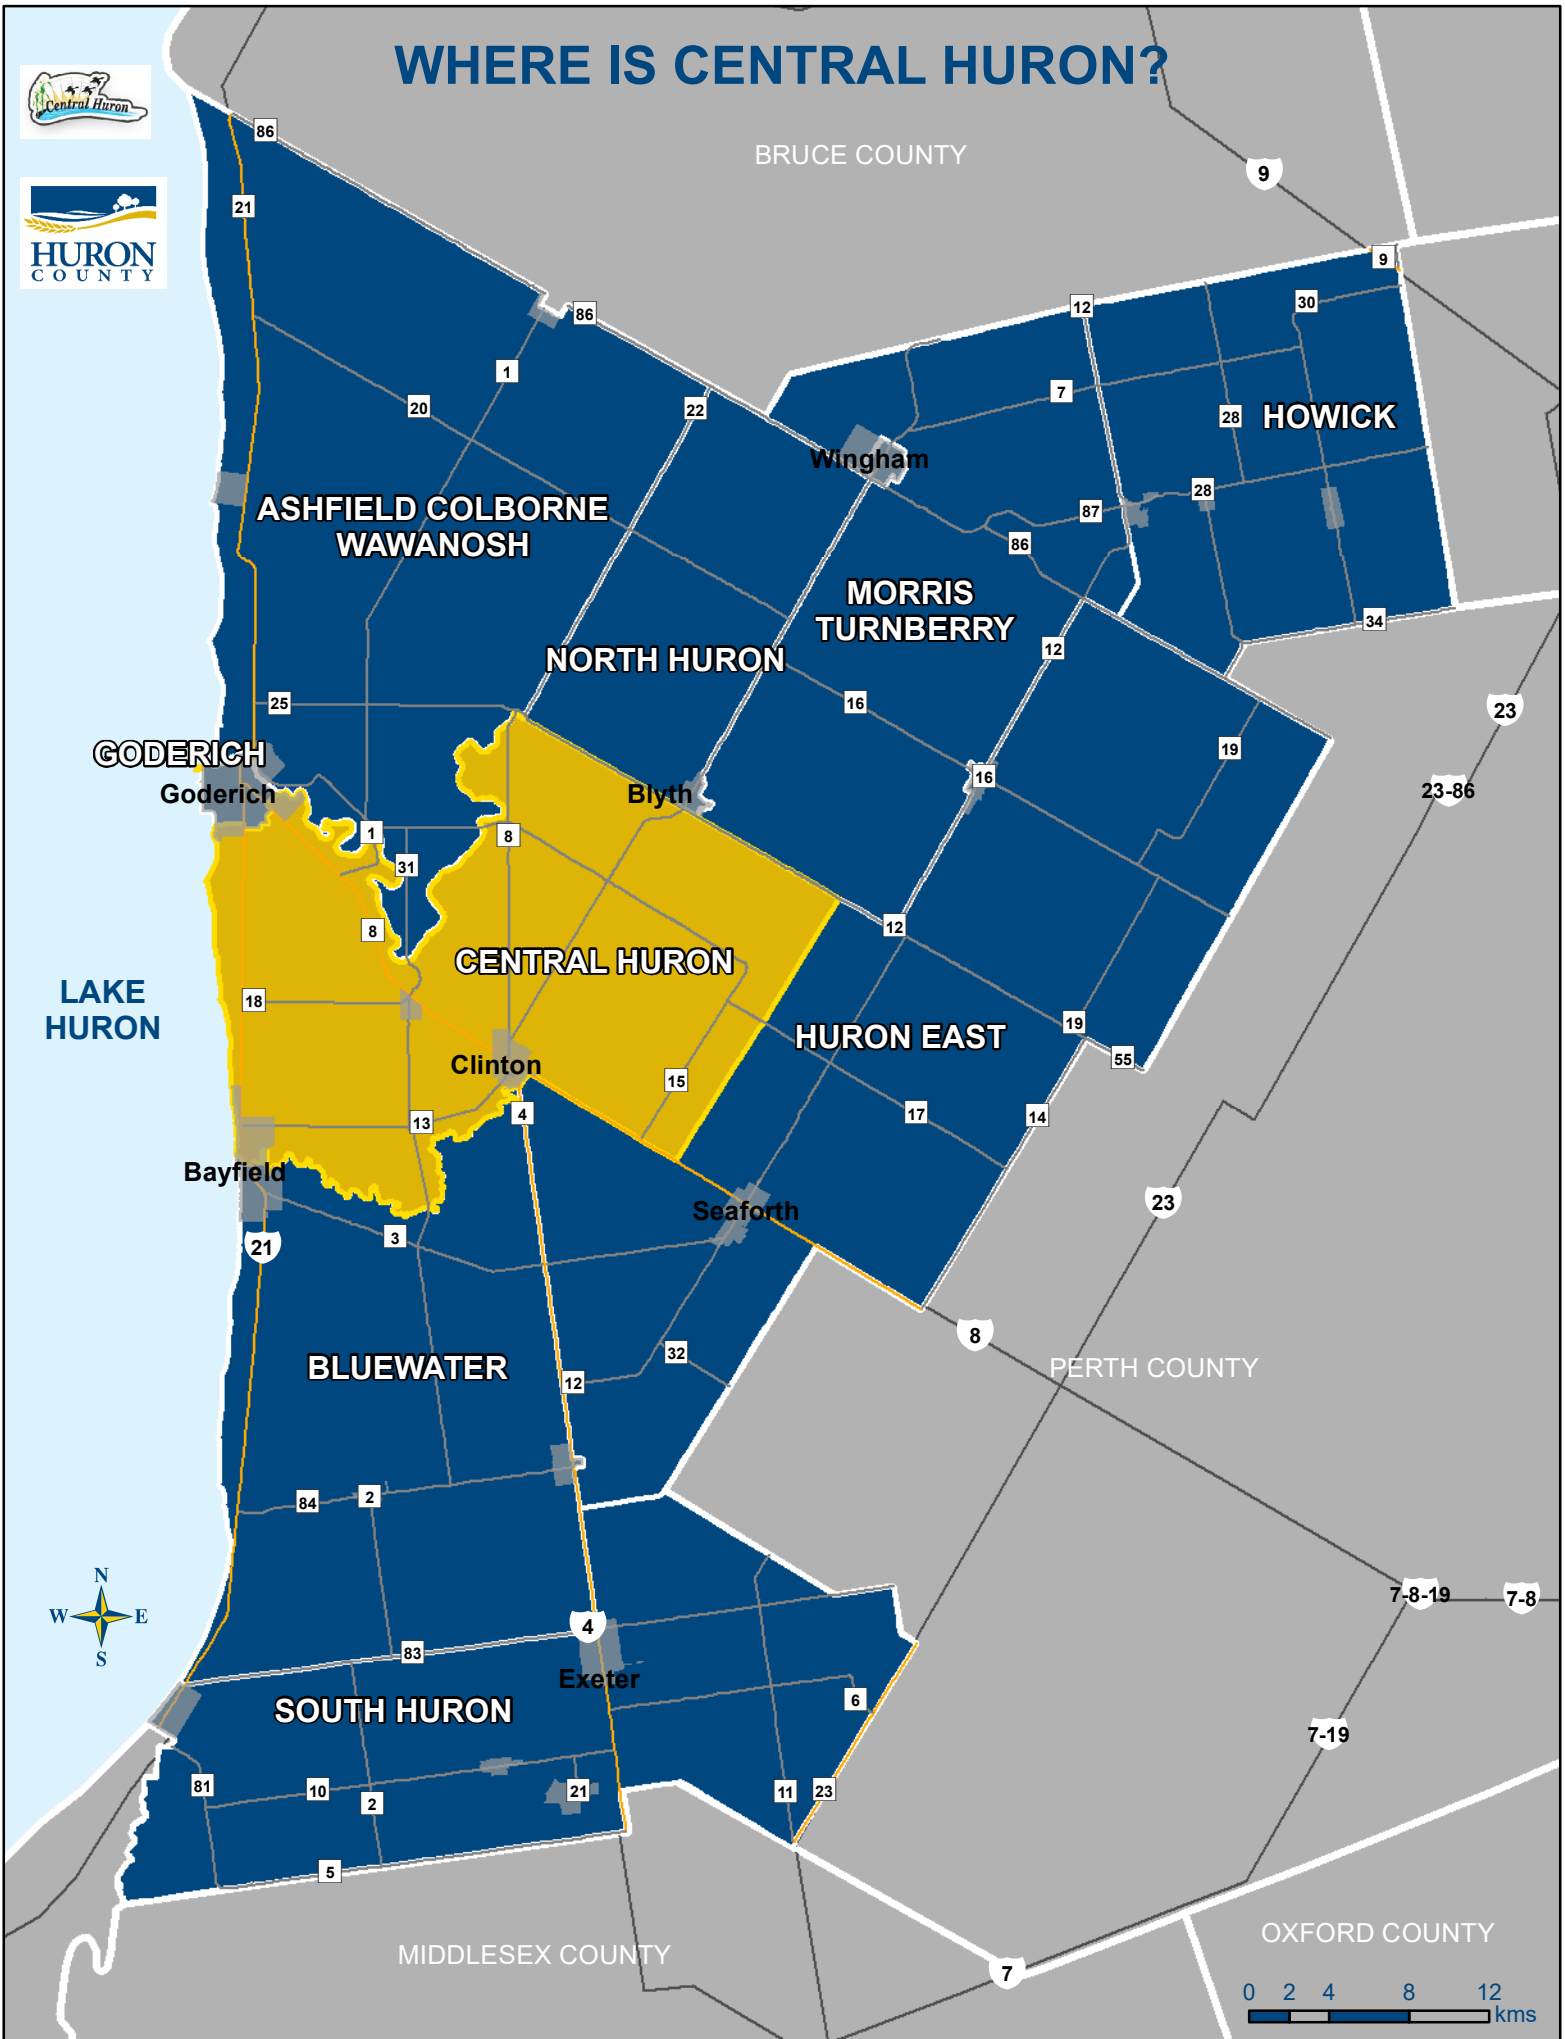 WHERE IS CENTRAL HURON?
Central Huron
HURON
COUNTY
BRUCE COUNTY
9
86
21
9
30
12
86
1
7
20
22
28
HOWICK
Wingham
28
ASHFIELD COLBORNE
WAWANOSH
87
86
MORRIS
TURNBERRY
34
12
NORTH HURON
25
16
23
19
GODERICH
Goderich
16
23-86
Blyth
1
8
31
12
8
CENTRAL HURON
LAKE
HURON
18
19
HURON EAST
55
Clinton
15
4
17
14
13
Bayfield
23
Seaforth
3
21
8
32
BLUEWATER
PERTH COUNTY
12
84
2
N
W
E
S
7-8-19
7-8
4
83
Exeter
6
SOUTH HURON
7-19
81
10
2
21
11
23
5
OXFORD COUNTY
MIDDLESEX COUNTY
7
0 2 4 8 12
kms